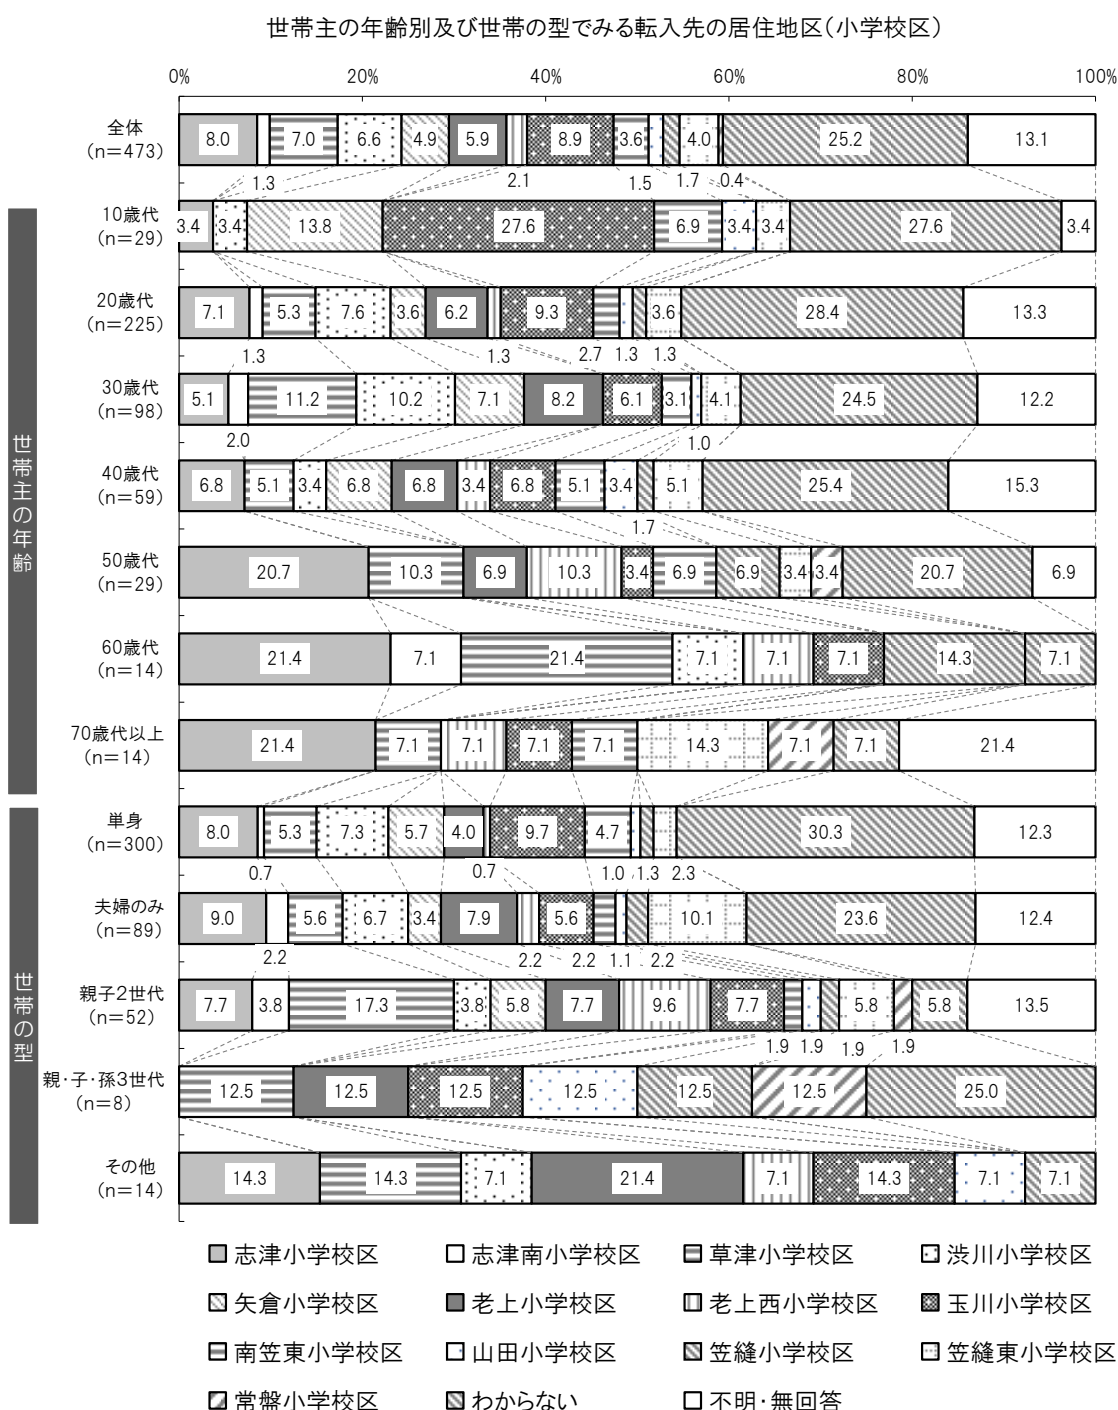 世帯主の年齢別及び世帯の型でみる転入先の居住地区（小学校区）
0% 20% 40% 60% 80% 100%
全体
（n=473）
8.0 7.0 6.6 4.9 5.9 8.9 3.6 4.0 25.2 13.1
1.3 2.1 1.5 1.7 0.4
世帯主の年齢
10歳代
（n=29）
3.4 3.4 13.8 27.6 6.9 3.4 3.4 27.6 3.4
20歳代
（n=225）
7.1 5.3 7.6 3.6 6.2 9.3 3.6 28.4 13.3
1.3 1.3 2.7 1.3 1.3
30歳代
（n=98）
5.1 11.2 10.2 7.1 8.2 6.1 3.1 4.1 24.5 12.2
2.0 1.0
40歳代
（n=59）
6.8 5.1 3.4 6.8 6.8 3.4 6.8 5.1 3.4 5.1 25.4 15.3
1.7
50歳代
（n=29）
20.7 10.3 6.9 10.3 3.4 6.9 6.9 3.4 3.4 20.7 6.9
60歳代
（n=14）
21.4 7.1 21.4 7.1 7.1 7.1 14.3 7.1
70歳代以上
（n=14）
21.4 7.1 7.1 7.1 7.1 14.3 7.1 7.1 21.4
世帯の型
単身
（n=300）
8.0 5.3 7.3 5.7 4.0 9.7 4.7 30.3 12.3
0.7 0.7 1.0 1.3 2.3
夫婦のみ
（n=89）
9.0 5.6 6.7 3.4 7.9 5.6 10.1 23.6 12.4
2.2 2.2 2.2 1.1 2.2
親子2世代
（n=52）
7.7 3.8 17.3 3.8 5.8 7.7 9.6 7.7 5.8 5.8 13.5
1.9 1.9 1.9 1.9
親・子・孫3世代
（n=8）
12.5 12.5 12.5 12.5 12.5 12.5 25.0
その他
（n=14）
14.3 14.3 7.1 21.4 7.1 14.3 7.1 7.1
志津小学校区 志津南小学校区 草津小学校区 渋川小学校区
矢倉小学校区 老上小学校区 老上西小学校区 玉川小学校区
南笠東小学校区 山田小学校区 笠縫小学校区 笠縫東小学校区
常盤小学校区 わからない 不明・無回答